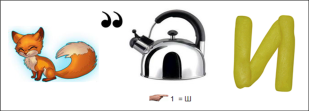 ,, И
1 = Ш